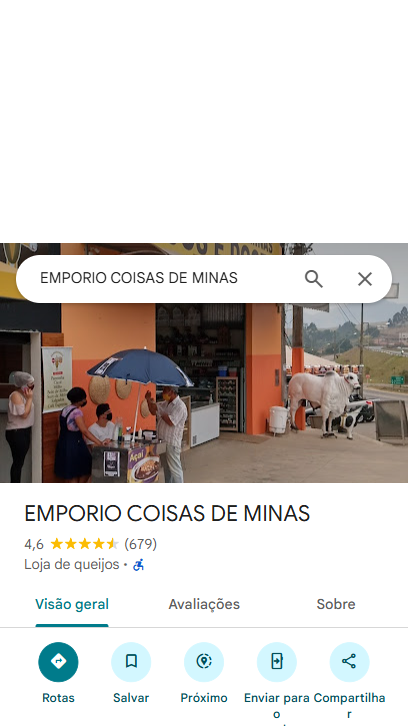 EMPORIO COISAS DE MINAS
Açaí
EMPORIO COISAS DE MINAS
4,6 (679)
Loja de queijos •
Visão geral Avaliações Sobre
Rotas Salvar Próximo Enviar para o Compartilhar